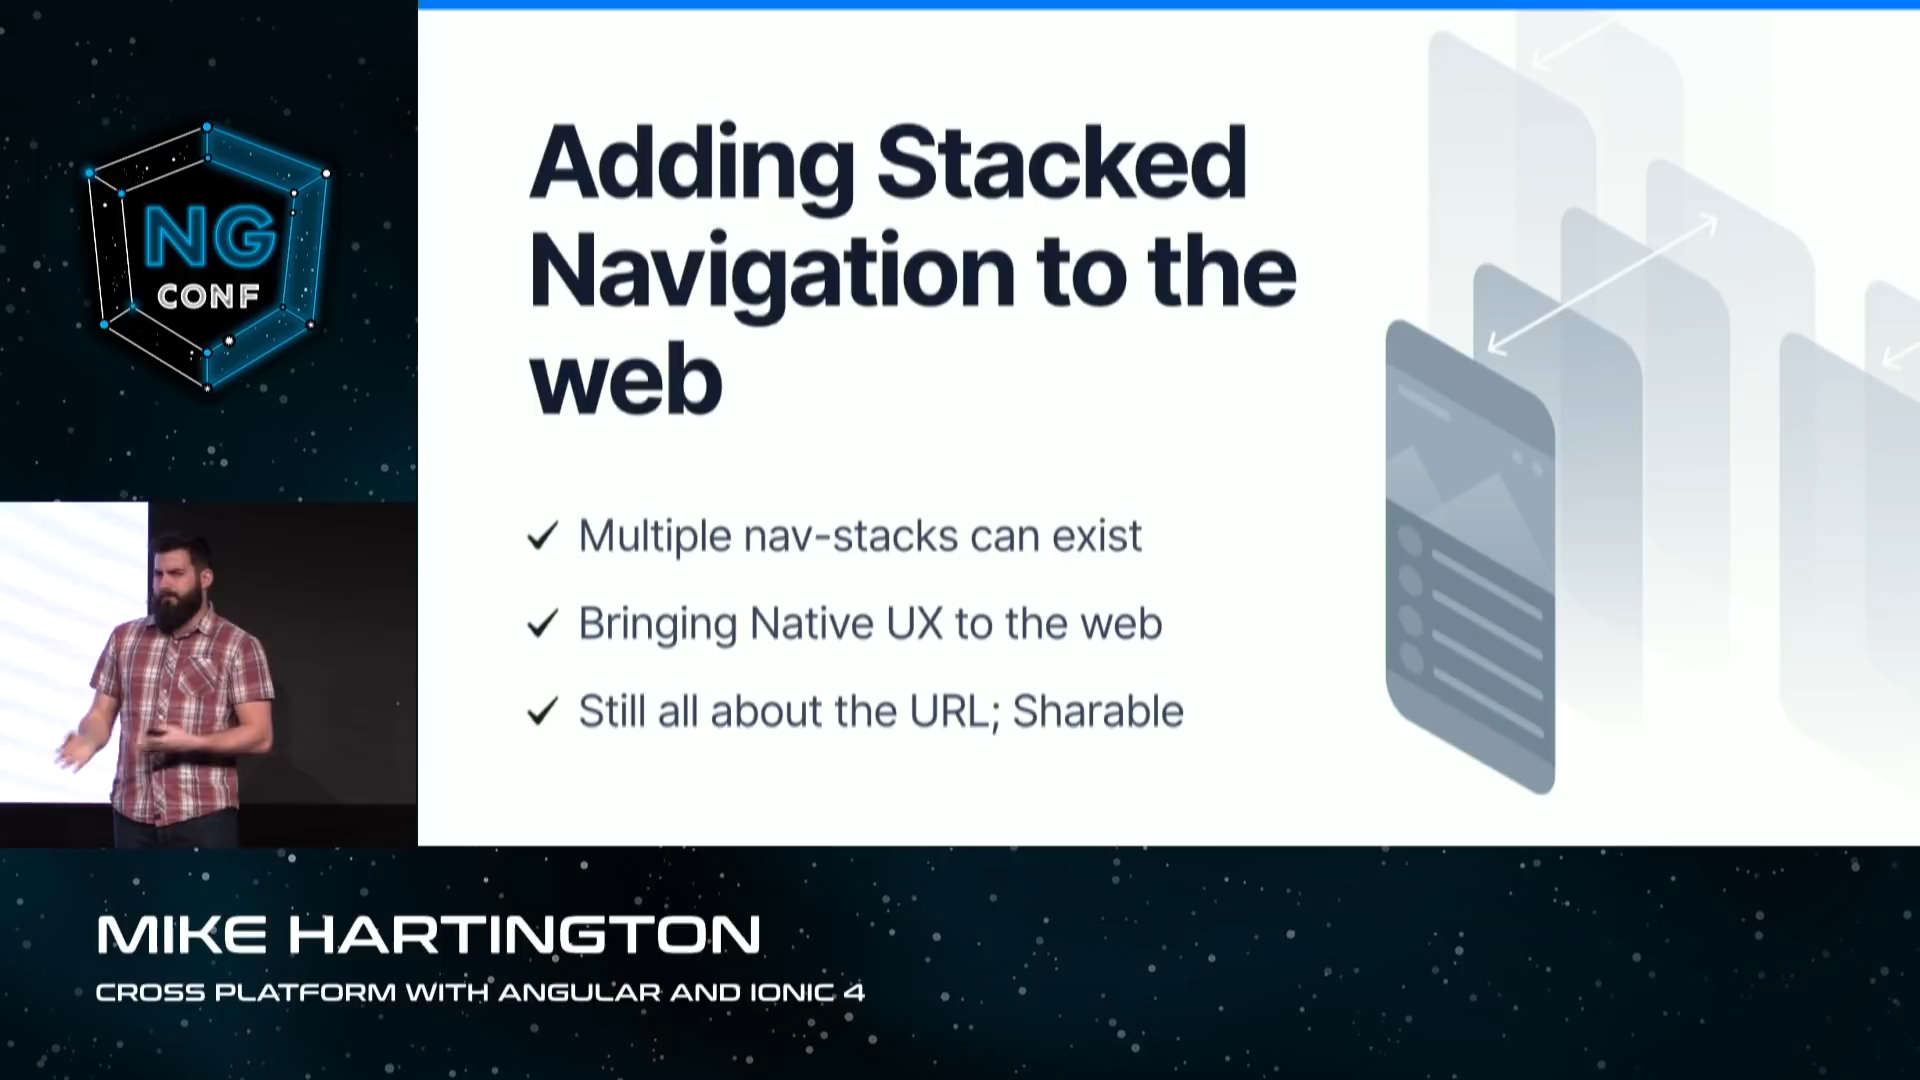 NG
CONF
Adding Stacked
Navigation to the
web
✓ Multiple nav-stacks can exist
✓ Bringing Native UX to the web
✓ Still all about the URL; Sharable
MIKE HARTINGTON
CROSS PLATFORM WITH ANGULAR AND IONIC 4